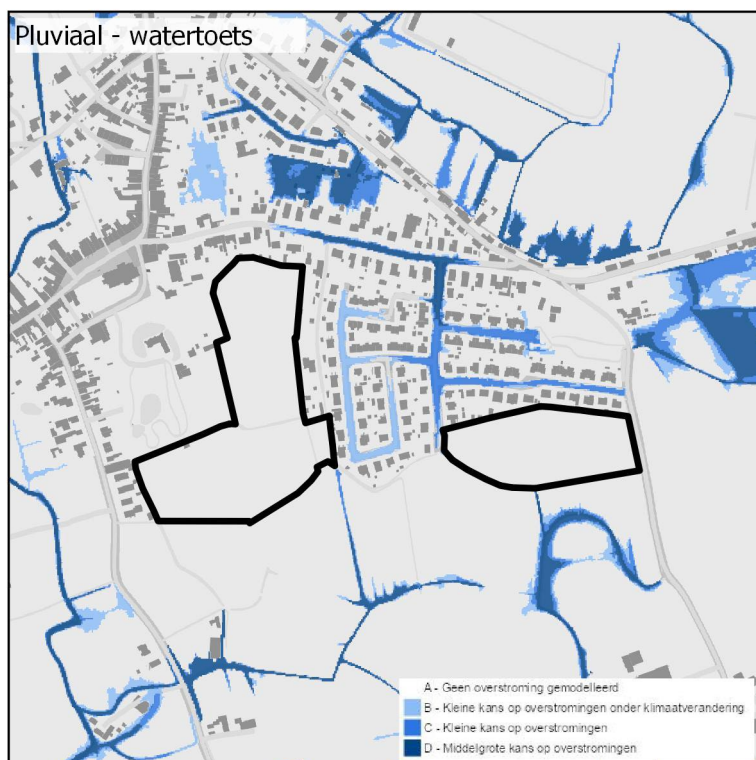 Pluviaal - watertoets
A - Geen overstroming gemodelleerd
B - Kleine kans op overstromingen onder klimaatverandering
C - Kleine kans op overstromingen
D - Middelgrote kans op overstromingen